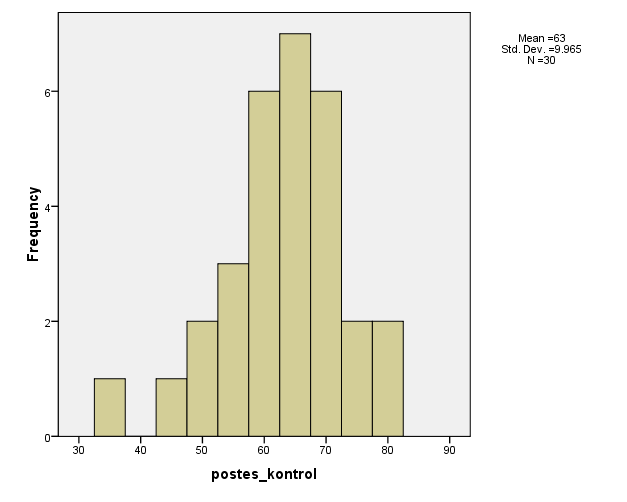 Mean =63
Std. Dev. =9.965
N =30
Frequency
6
4
2
0
30 40 50 60 70 80 90
postes_kontrol